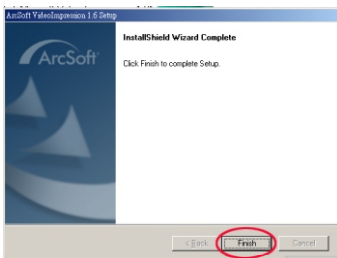 ArcSoft VideoImpression 1.6 Setup
ArcSoft
InstallShield Wizard Complete
Click Finish to complete Setup.
< Back
Finish
Cancel